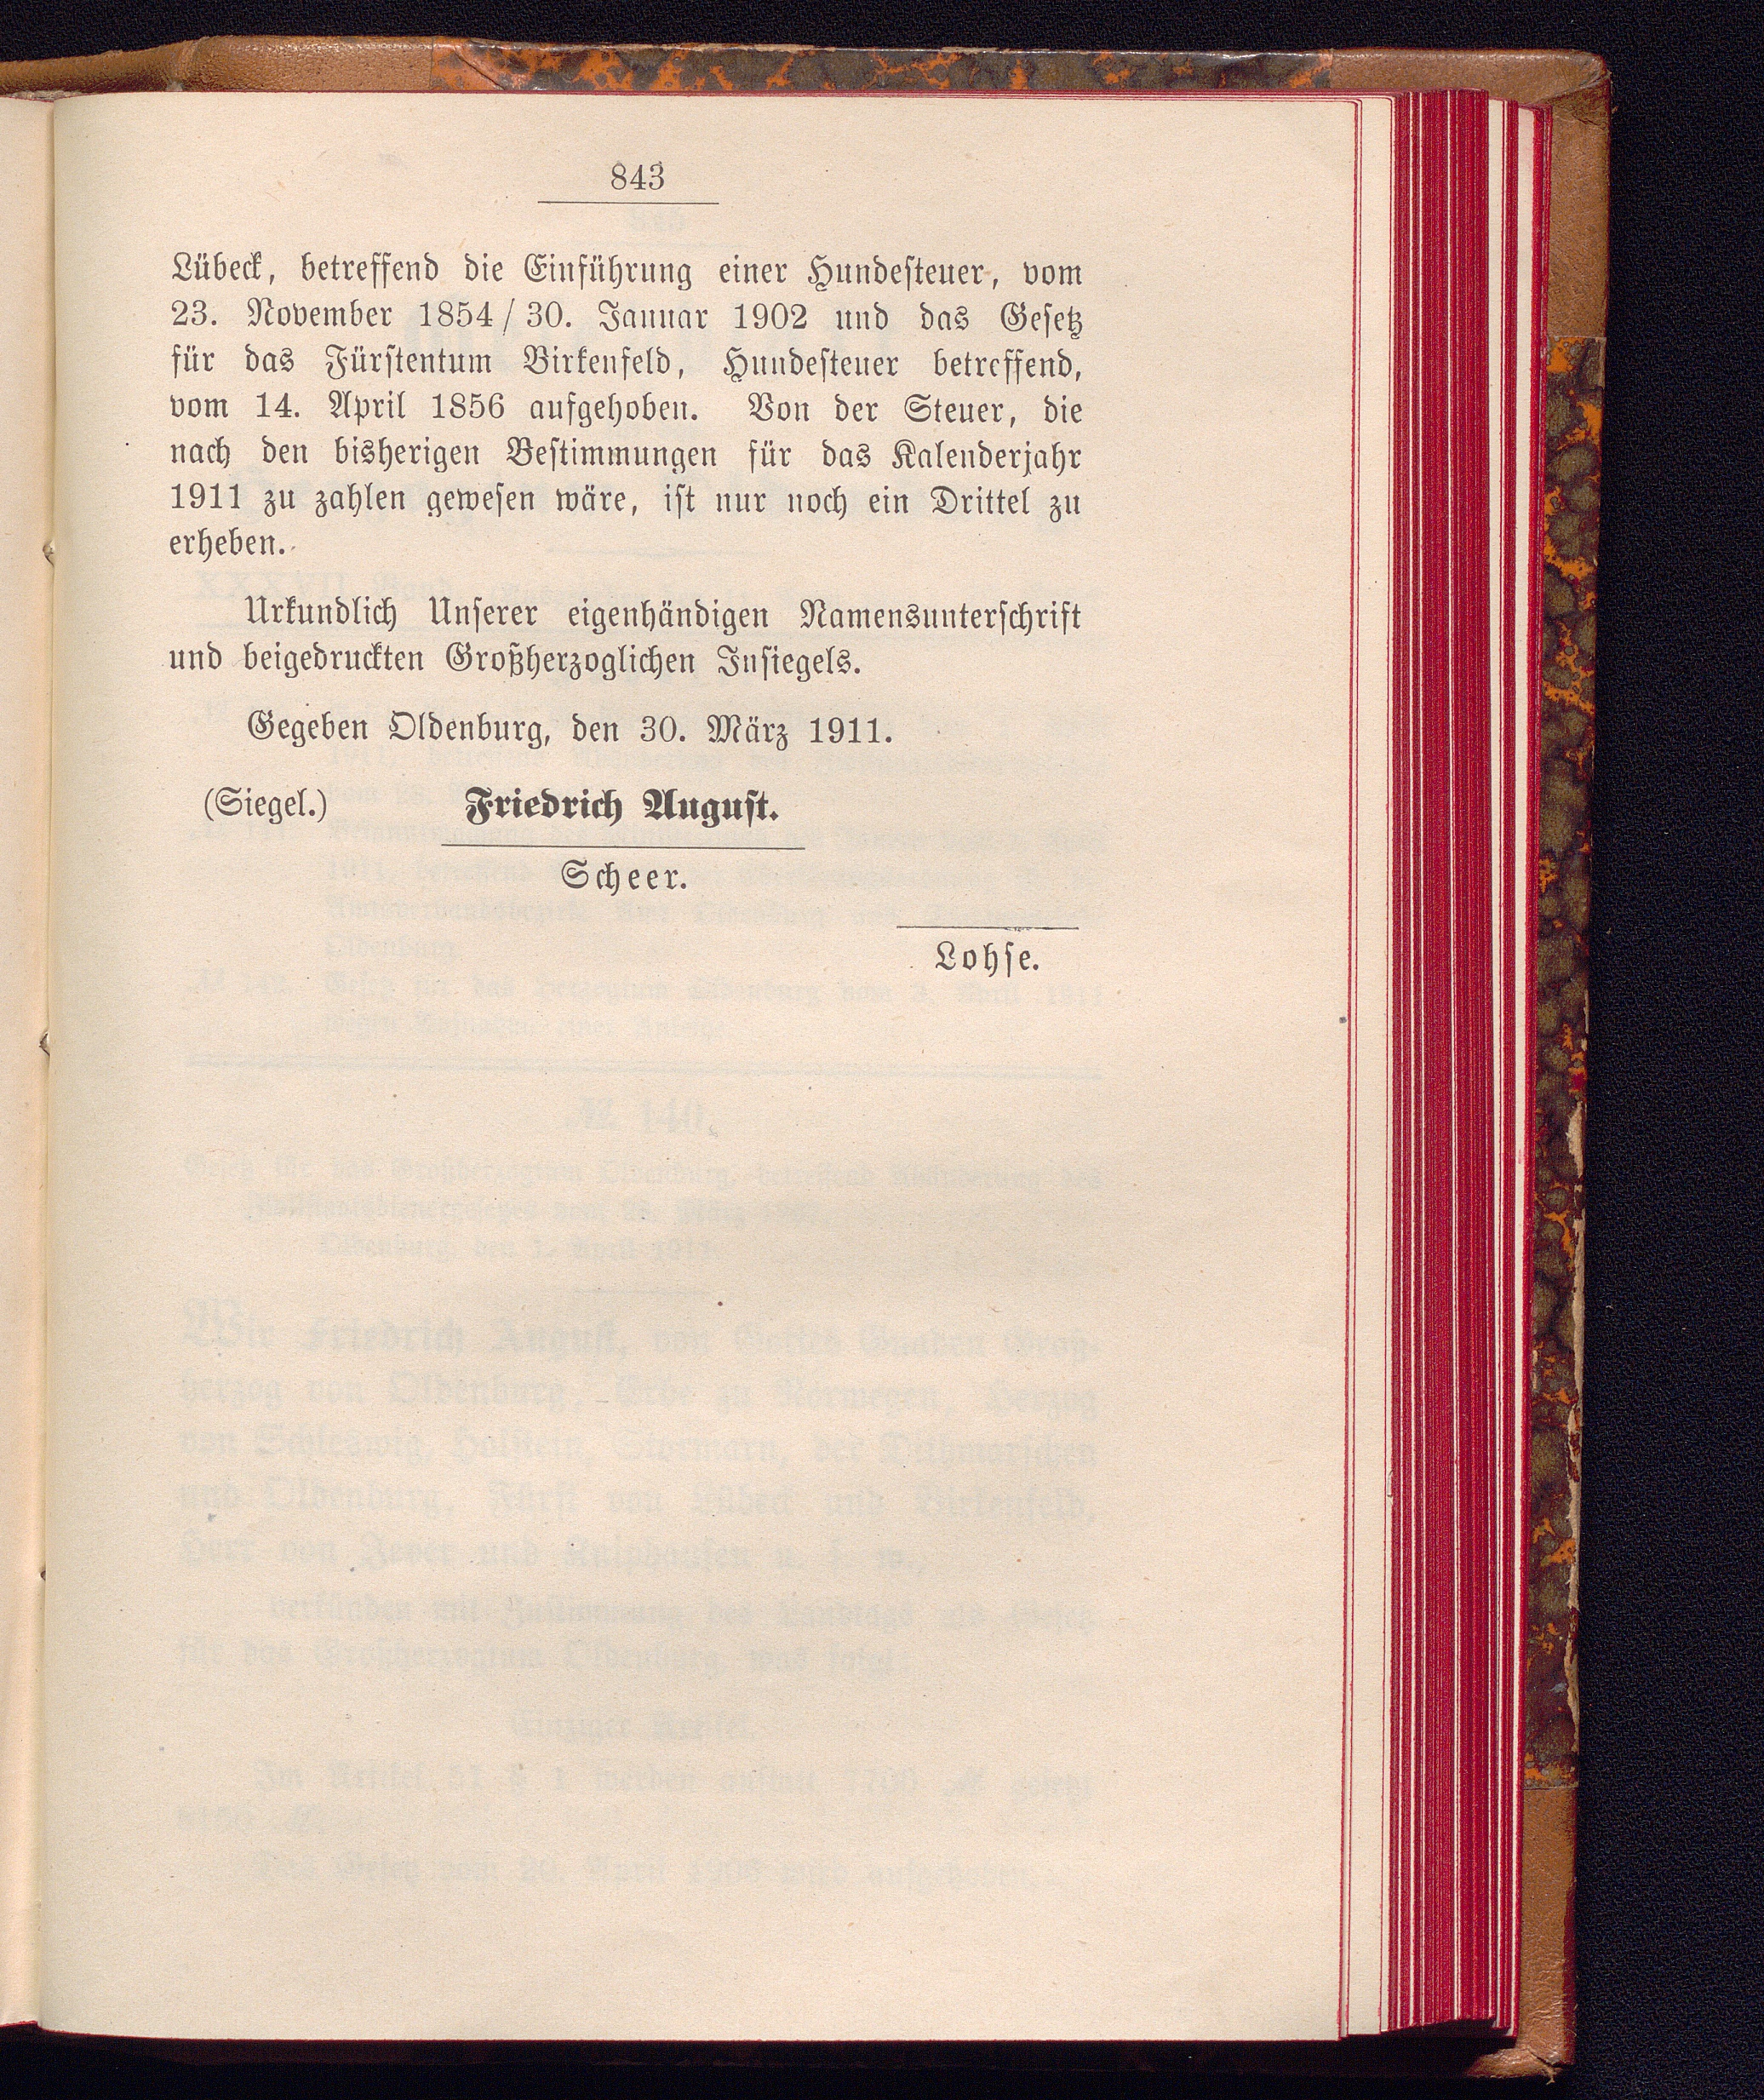 843
Lübeck, betreffend die Einführung einer Hundesteuer, vom
23. November 1854 / 30. Januar 1902 und das Gesetz
für das Fürstentum Birkenfeld, Hundesteuer betreffend,
vom 14. April 1856 aufgehoben. Von der Steuer, die
nach den bisherigen Bestimmungen für das Kalenderjahr
1911 zu zahlen gewesen wäre, ist nur noch ein Drittel zu
erheben.
Urkundlich Unserer eigenhändigen Namensunterschrift
und beigedruckten Großherzoglichen Insiegels.
Gegeben Oldenburg, den 30. März 1911.
(Siegel.) Friedrich August.
Scheer.
Lohse.